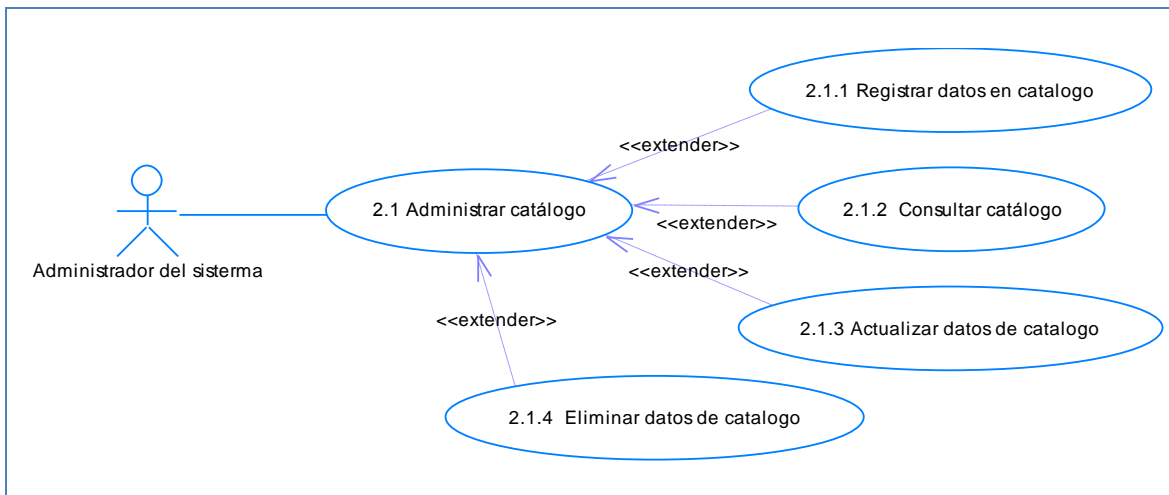 2.1.1 Registrar datos en catalogo
<<extender>>
2.1 Administrar catálogo
2.1.2 Consultar catálogo
<<extender>>
Administrador del sisterma
<<extender>>
2.1.3 Actualizar datos de catalogo
<<extender>>
2.1.4 Eliminar datos de catalogo